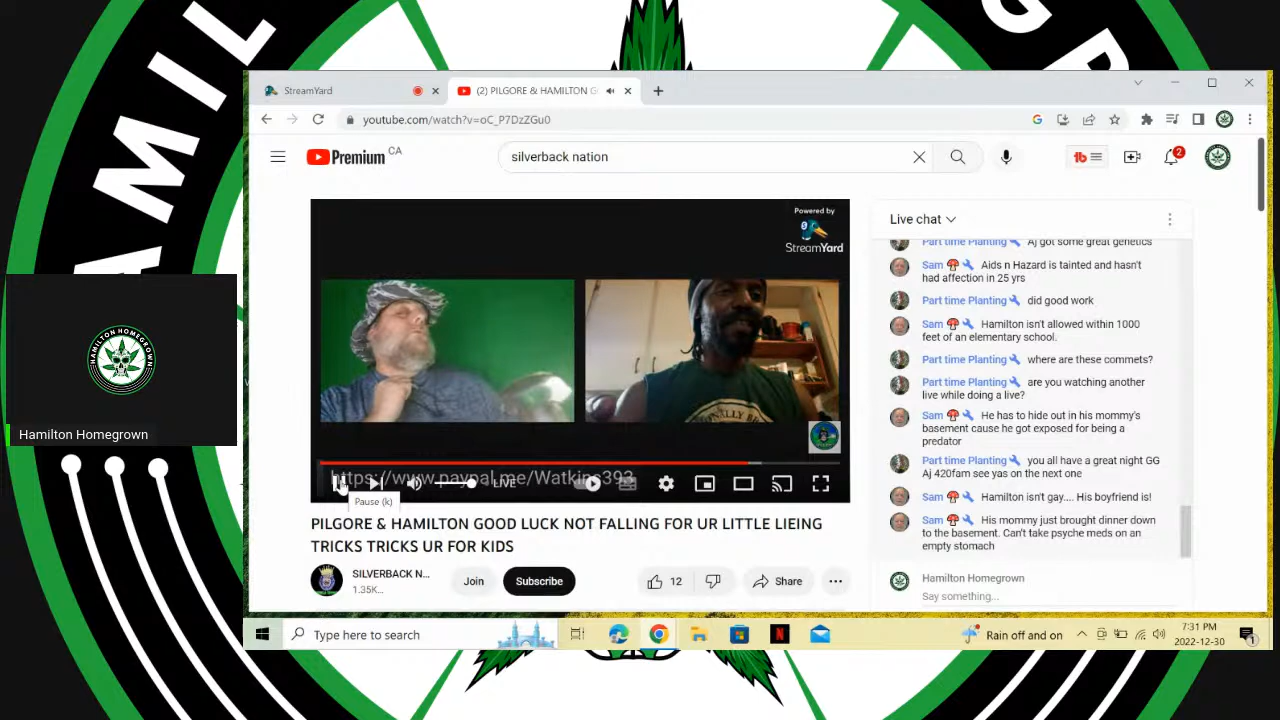 AMIL
GR
StreamYard
(2) PILGORE & HAMILTON G
youtube.com/watch?v=oC_P7DzZGu0
Premium CA
silverback nation
2
Powered by
StreamYard
ONALLY B
https://www.paypal.me/Watkins393
LIVE
Pause (k)
HAMILTON HOMEGROWN
Hamilton Homegrown
PILGORE & HAMILTON GOOD LUCK NOT FALLING FOR UR LITTLE LIEING
TRICKS TRICKS UR FOR KIDS
SILVERBACK N...
1.35K...
Join
Subscribe
12
Share
Live chat
Part time Planting Aj got some great genetics
Sam Aids n Hazard is tainted and hasn't
had affection in 25 yrs
Part time Planting did good work
Sam Hamilton isn't allowed within 1000
feet of an elementary school.
Part time Planting where are these commets?
Part time Planting are you watching another
live while doing a live?
Sam He has to hide out in his mommy's
basement cause he got exposed for being a
predator
Part time Planting you all have a great night GG
Aj 420fam see yas on the next one
Sam Hamilton isn't gay.... His boyfriend is!
Sam His mommy just brought dinner down
to the basement. Can't take psyche meds on an
empty stomach
Hamilton Homegrown
Say something...
Type here to search
Rain off and on
7:31 PM
2022-12-30
1